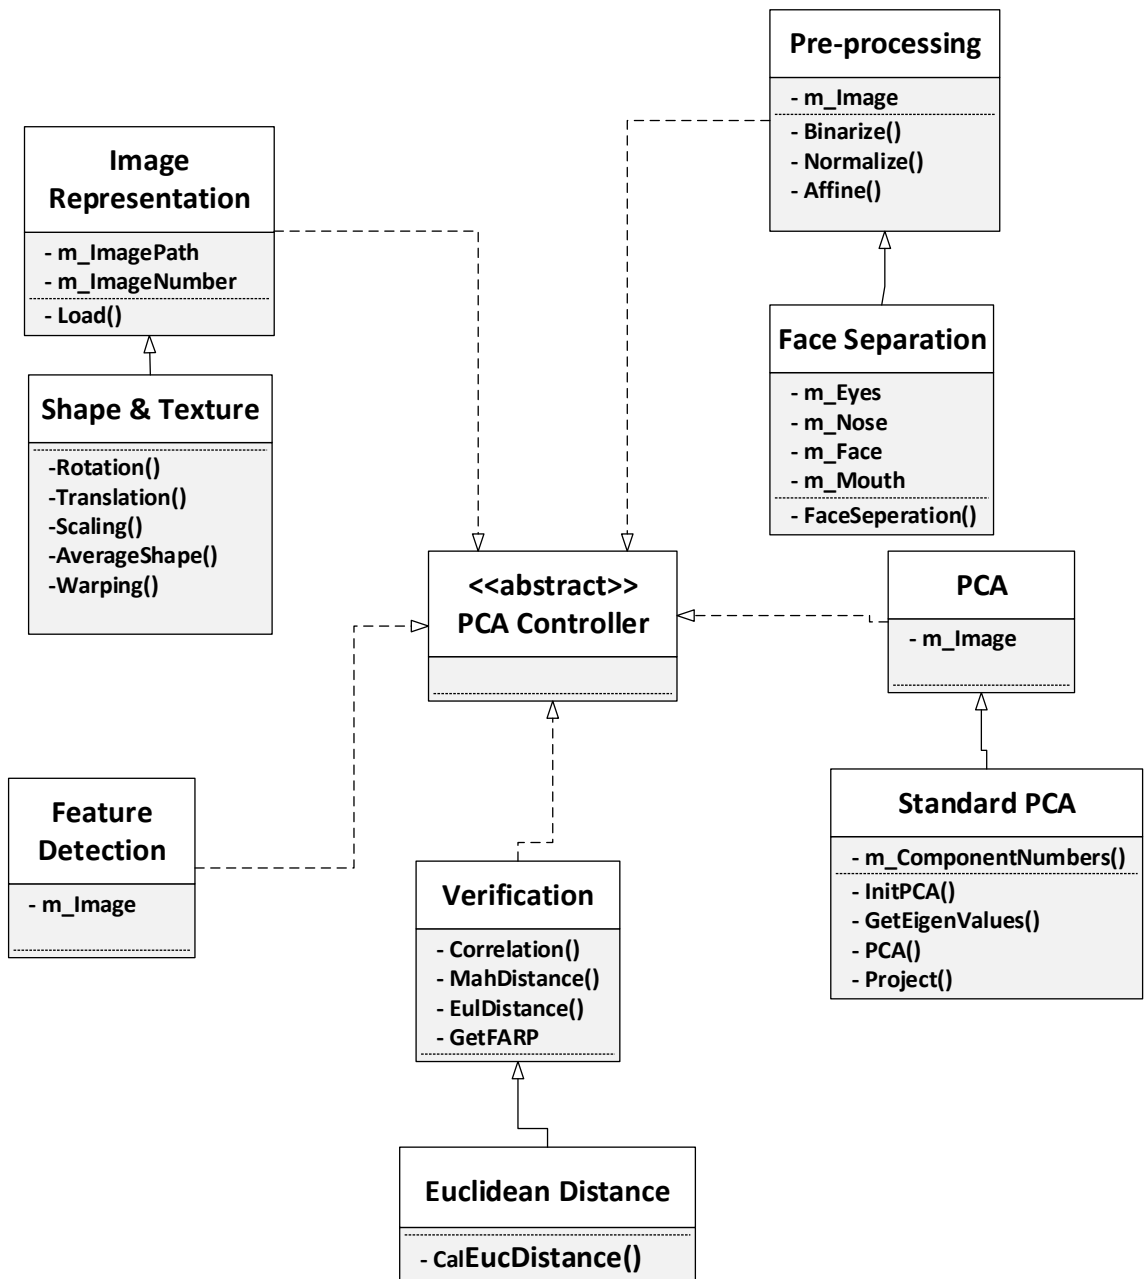 Pre-processing
- m_Image
- Binarize()
- Normalize()
- Affine()
Image
Representation
- m_ImagePath
- m_ImageNumber
- Load()
Face Separation
- m_Eyes
- m_Nose
- m_Face
- m_Mouth
- FaceSeperation()
Shape & Texture
-Rotation()
-Translation()
-Scaling()
-AverageShape()
-Warping()
<<abstract>>
PCA Controller
PCA
- m_Image
Feature
Detection
- m_Image
Standard PCA
- m_ComponentNumbers()
- InitPCA()
- GetEigenValues()
- PCA()
- Project()
Verification
- Correlation()
- MahDistance()
- EulDistance()
- GetFARP
Euclidean Distance
- CalEucDistance()